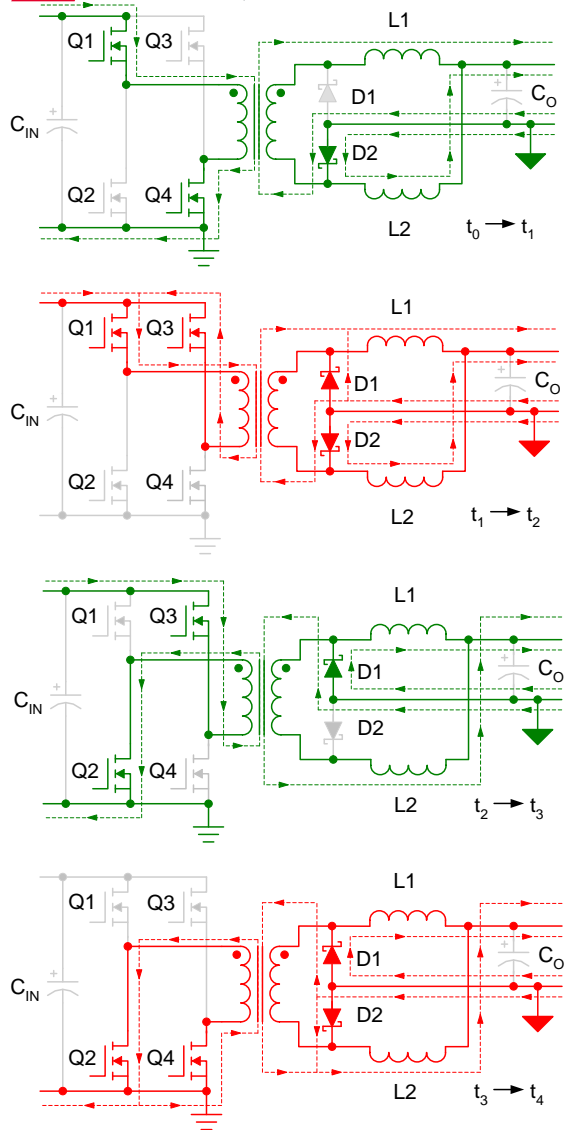 L1
Q1 Q3
D1
C_IN C_O
D2
Q2 Q4
L2 t_0 → t_1
L1
Q1 Q3
D1
C_IN C_O
D2
Q2 Q4
L2 t_1 → t_2
L1
Q1 Q3
D1 C_O
C_IN
D2
Q2 Q4
L2 t_2 → t_3
L1
Q1 Q3
D1 C_O
C_IN
D2
Q2 Q4
L2 t_3 → t_4